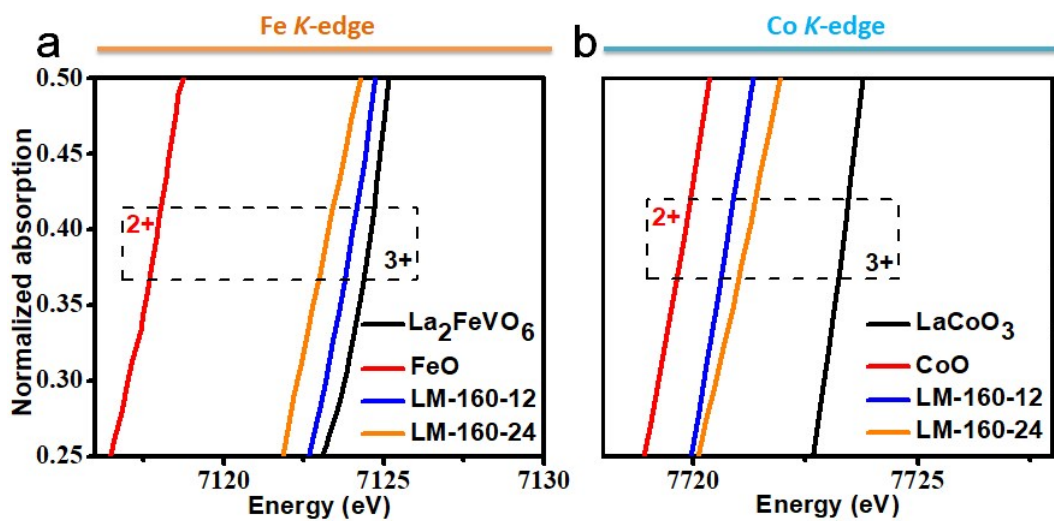 a
Fe K-edge
Normalized absorption
0.50
0.45
0.40
0.35
0.30
0.25
2+
3+
La₂FeVO₆
FeO
LM-160-12
LM-160-24
7120
7125
7130
Energy (eV)
b
Co K-edge
2+
3+
LaCoO₃
CoO
LM-160-12
LM-160-24
7720
7725
Energy (eV)